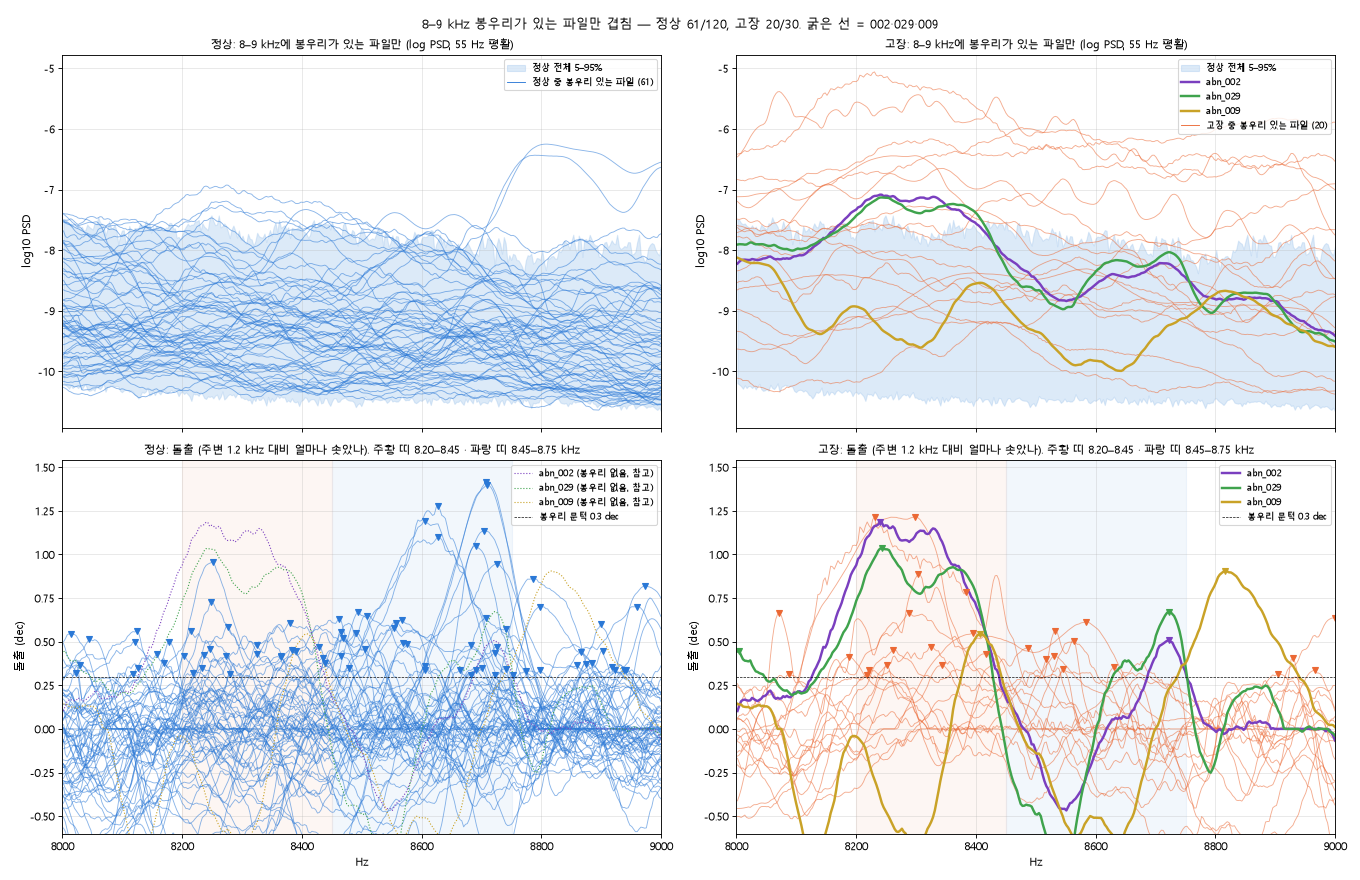 8–9 kHz 봉우리가 있는 파일만 겹침 — 정상 61/120, 고장 20/30. 굵은 선 = 002·029·009
정상: 8–9 kHz에 봉우리가 있는 파일만 (log PSD, 55 Hz 평활)
-5
-6
-7
-8
-9
-10
log10 PSD
정상 전체 5–95%
정상 중 봉우리 있는 파일 (61)
고장: 8–9 kHz에 봉우리가 있는 파일만 (log PSD, 55 Hz 평활)
-5
-6
-7
-8
-9
-10
log10 PSD
정상 전체 5–95%
abn_002
abn_029
abn_009
고장 중 봉우리 있는 파일 (20)
정상: 돌출 (주변 1.2 kHz 대비 얼마나 솟았나). 주황 띠 8.20–8.45 · 파랑 띠 8.45–8.75 kHz
1.50
1.25
1.00
0.75
0.50
0.25
0.00
-0.25
-0.50
돌출 (dec)
abn_002 (봉우리 없음, 참고)
abn_029 (봉우리 없음, 참고)
abn_009 (봉우리 없음, 참고)
봉우리 문턱 0.3 dec
8000 8200 8400 8600 8800 9000
Hz
고장: 돌출 (주변 1.2 kHz 대비 얼마나 솟았나). 주황 띠 8.20–8.45 · 파랑 띠 8.45–8.75 kHz
1.50
1.25
1.00
0.75
0.50
0.25
0.00
-0.25
-0.50
돌출 (dec)
abn_002
abn_029
abn_009
봉우리 문턱 0.3 dec
8000 8200 8400 8600 8800 9000
Hz